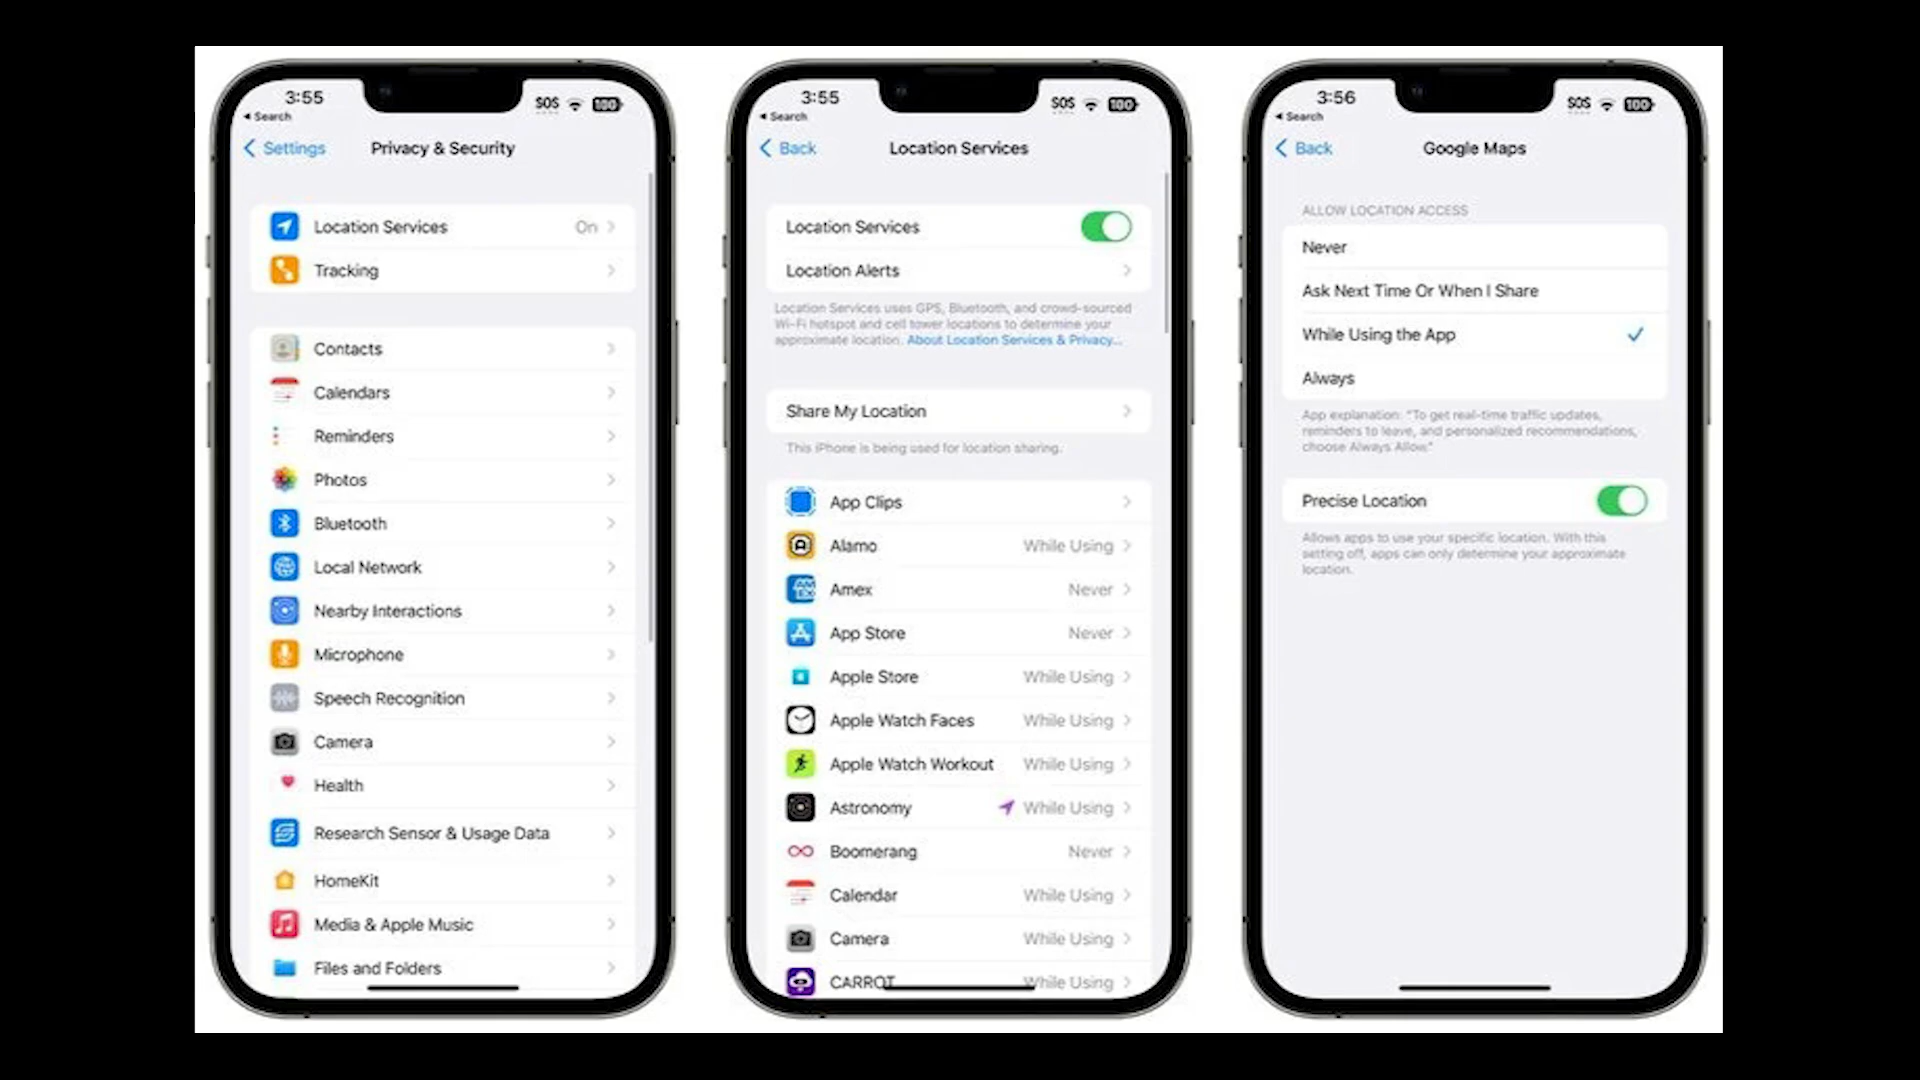 3:55
SOS
100
Search
Settings
Privacy & Security
Location Services On
Tracking
Contacts
Calendars
Reminders
Photos
Bluetooth
Local Network
Nearby Interactions
Microphone
Speech Recognition
Camera
Health
Research Sensor & Usage Data
HomeKit
Media & Apple Music
Files and Folders
3:55
SOS
100
Search
Back
Location Services
Location Services
Location Alerts
Location Services uses GPS, Bluetooth, and crowd-sourced
Wi-Fi hotspot and cell tower locations to determine your
approximate location. About Location Services & Privacy...
Share My Location
This iPhone is being used for location sharing.
App Clips
Alamo While Using
Amex Never
App Store Never
Apple Store While Using
Apple Watch Faces While Using
Apple Watch Workout While Using
Astronomy While Using
Boomerang Never
Calendar While Using
Camera While Using
CARROT While Using
3:56
SOS
100
Search
Back
Google Maps
ALLOW LOCATION ACCESS
Never
Ask Next Time Or When I Share
While Using the App
Always
App explanation: "To get real-time traffic updates,
reminders to leave, and personalized recommendations,
choose Always Allow."
Precise Location
Allows apps to use your specific location. With this
setting off, apps can only determine your approximate
location.